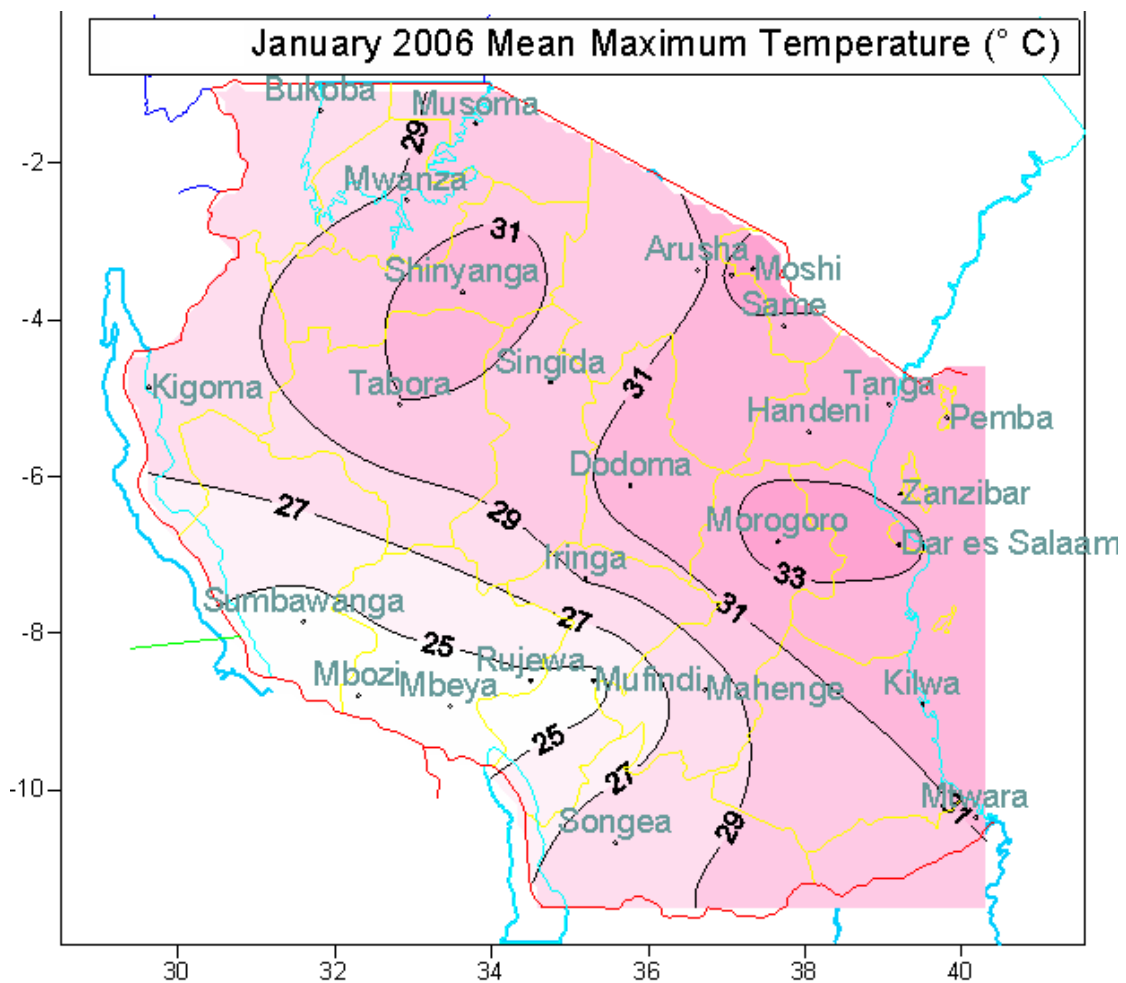 January 2006 Mean Maximum Temperature (° C)
Bukoba
Musoma
29
-2
Mwanza
31
Arusha
Moshi
Shinyanga
Same
-4
Singida
31
Kigoma
Tabora
Tanga
Handeni
Pemba
Dodoma
-6
27
29
Zanzibar
Morogoro
Dar es Salaam
Iringa
33
Sumbawanga
27
31
-8
25
Rujewa
Mbozi
Mbeya
Mufindi
Mahenge
Kilwa
25
27
-10
Mtwara
31
Songea
29
30 32 34 36 38 40